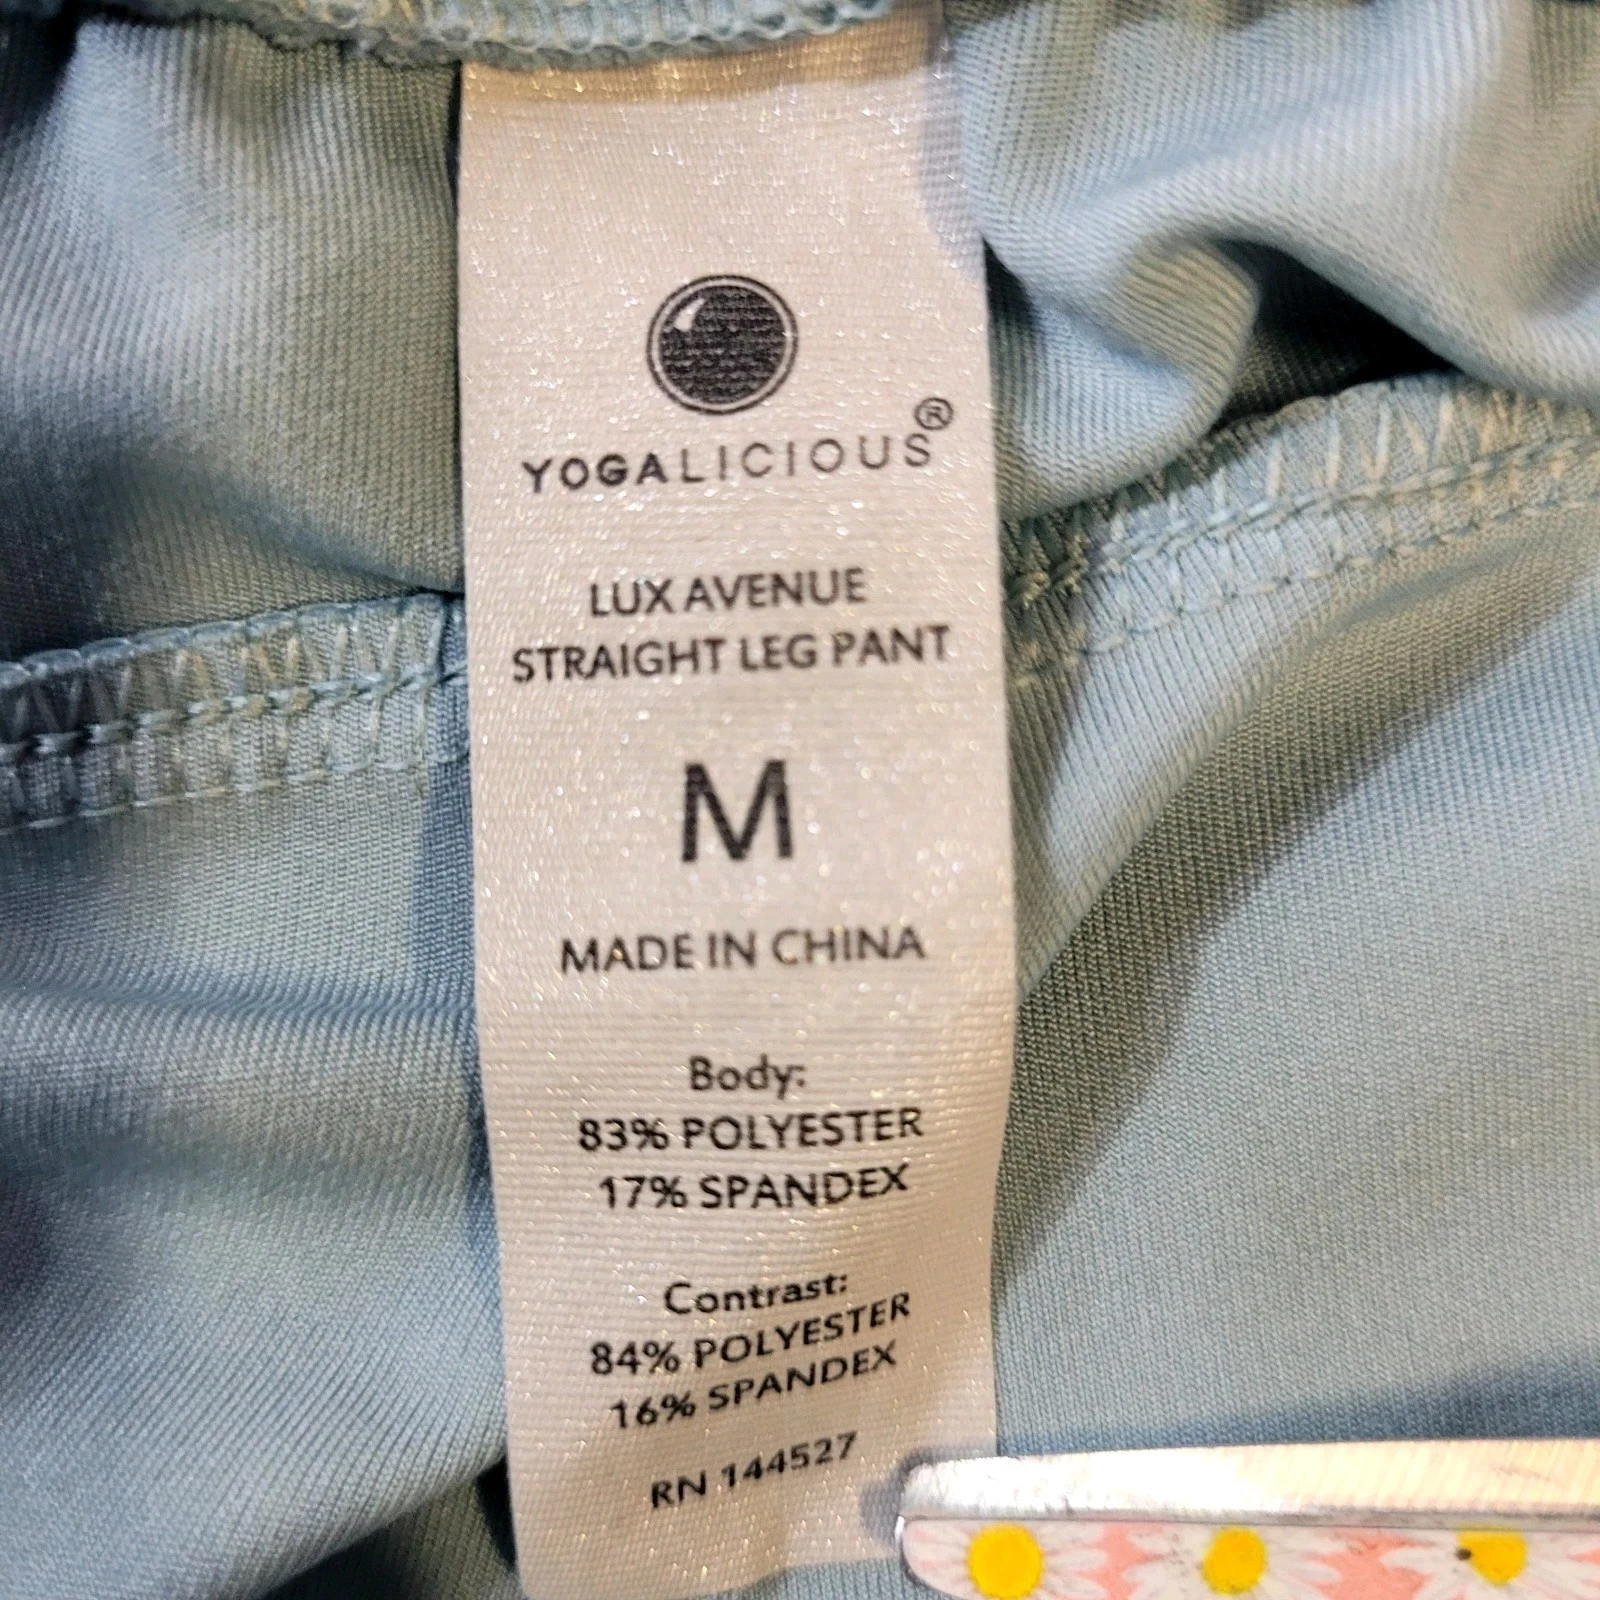 YOGALICIOUS®
LUX AVENUE
STRAIGHT LEG PANT
M
MADE IN CHINA
Body:
83% POLYESTER
17% SPANDEX
Contrast:
84% POLYESTER
16% SPANDEX
RN 144527